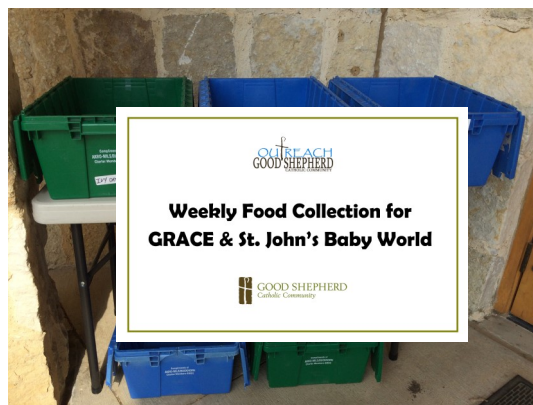 OUTREACH
GOOD SHEPHERD
CATHOLIC COMMUNITY
Weekly Food Collection for
GRACE & St. John's Baby World
GOOD SHEPHERD
Catholic Community